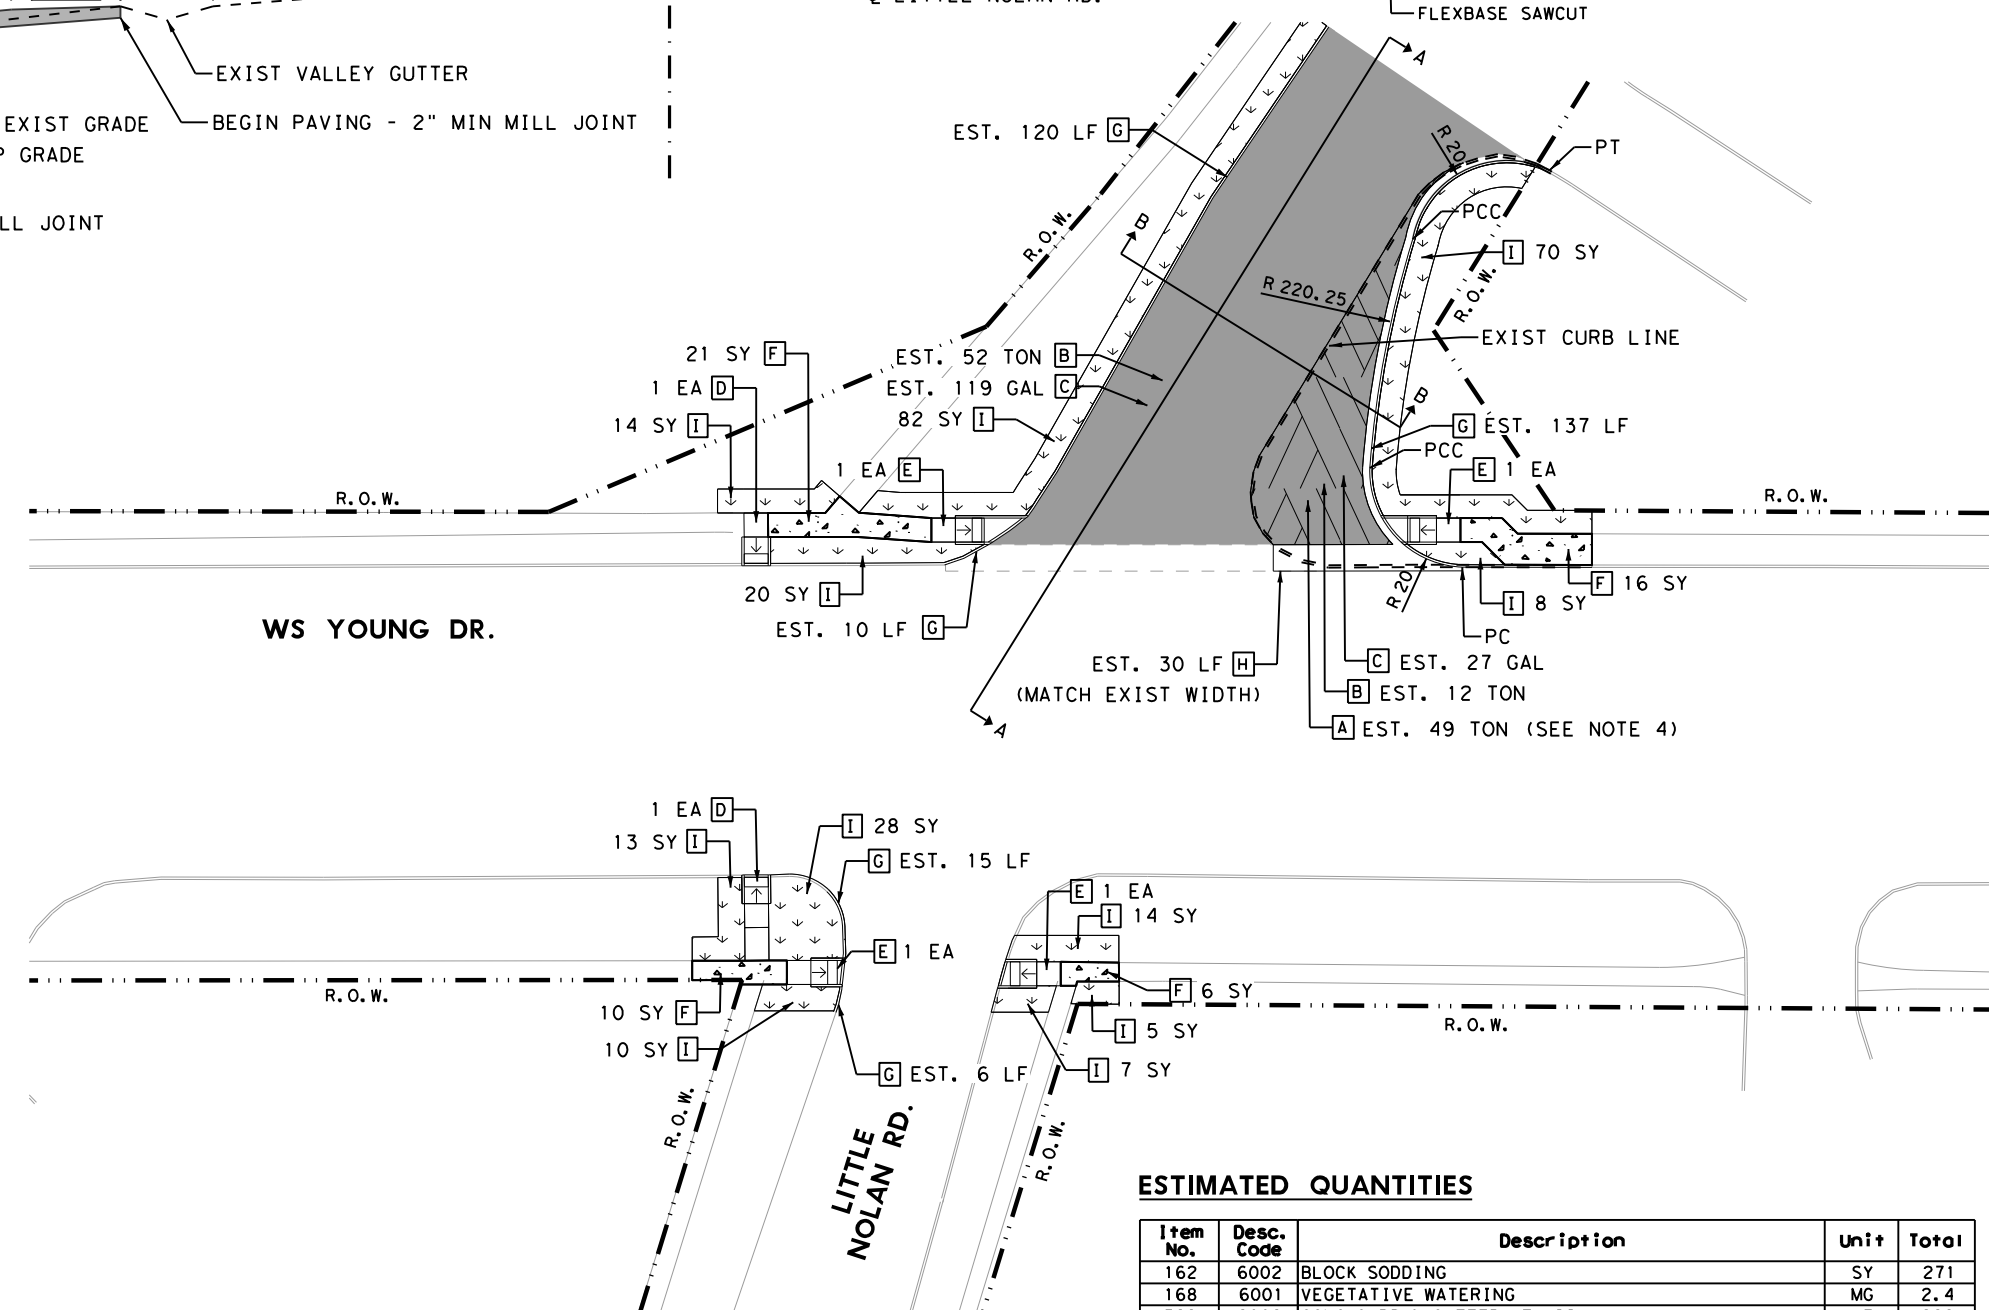 LITTLE NOLAN RD.
FLEXBASE SAWCUT
EXIST VALLEY GUTTER
EXIST GRADE
BEGIN PAVING - 2" MIN MILL JOINT
GRADE
JOINT
A
EST. 120 LF G
R 20
PT
R.O.W.
B
PCC
I 70 SY
R.O.W.
R 220.25
EXIST CURB LINE
21 SY F
EST. 52 TON B
1 EA D
EST. 119 GAL C
14 SY I
82 SY I
B
G EST. 137 LF
PCC
1 EA E
E 1 EA
R.O.W.
R.O.W.
20 SY I
R 20
F 16 SY
I 8 SY
WS YOUNG DR.
EST. 10 LF G
PC
EST. 30 LF H
(MATCH EXIST WIDTH)
C EST. 27 GAL
B EST. 12 TON
A EST. 49 TON (SEE NOTE 4)
A
1 EA D
I 28 SY
13 SY I
G EST. 15 LF
E 1 EA
I 14 SY
E 1 EA
R.O.W.
F 6 SY
10 SY F
I 5 SY
R.O.W.
10 SY I
G EST. 6 LF
I 7 SY
R.O.W.
R.O.W.
LITTLE
NOLAN RD.
ESTIMATED QUANTITIES
Item No. Desc. Code Description Unit Total
162 6002 BLOCK SODDING SY 271
168 6001 VEGETATIVE WATERING MG 2.4